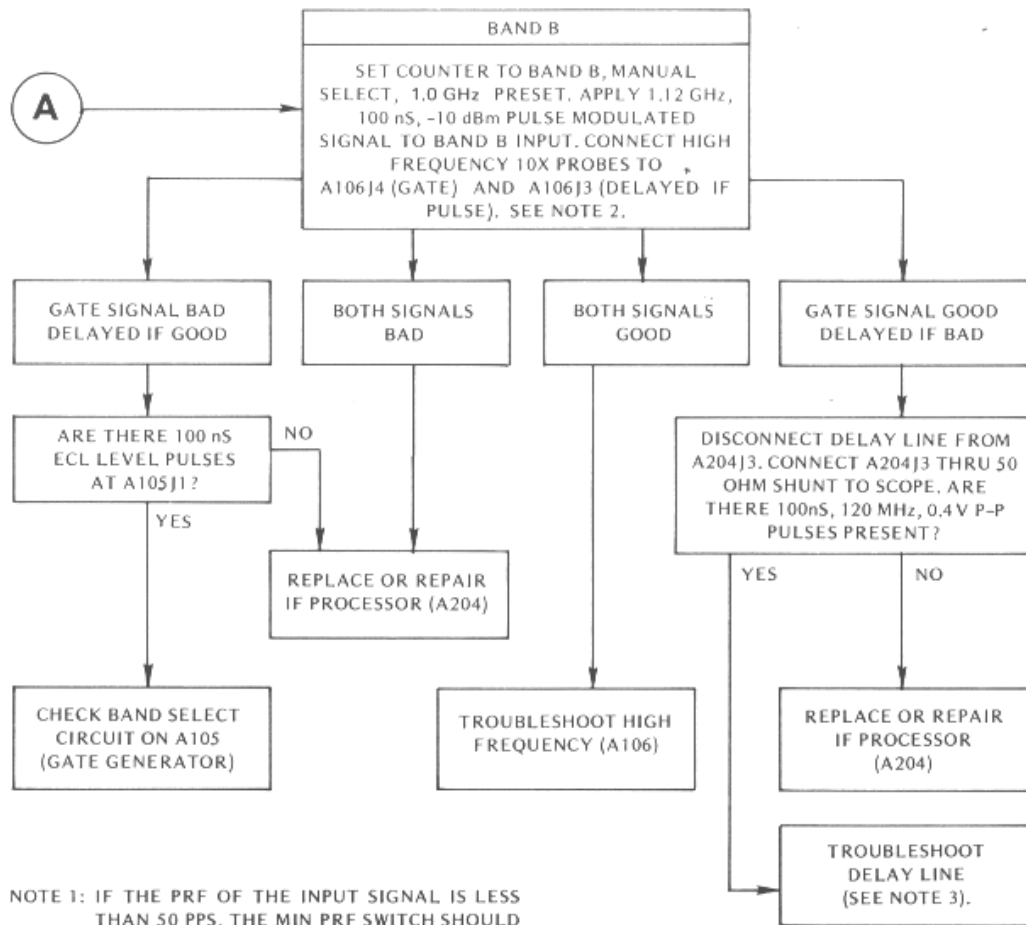 BAND B
A
SET COUNTER TO BAND B, MANUAL
SELECT, 1.0 GHz PRESET. APPLY 1.12 GHz,
100 nS, -10 dBm PULSE MODULATED
SIGNAL TO BAND B INPUT. CONNECT HIGH
FREQUENCY 10X PROBES TO
A106J4 (GATE) AND A106J3 (DELAYED IF
PULSE). SEE NOTE 2.
GATE SIGNAL BAD
DELAYED IF GOOD
BOTH SIGNALS
BAD
BOTH SIGNALS
GOOD
GATE SIGNAL GOOD
DELAYED IF BAD
ARE THERE 100 nS
ECL LEVEL PULSES
AT A105J1?
NO
YES
DISCONNECT DELAY LINE FROM
A204J3. CONNECT A204J3 THRU 50
OHM SHUNT TO SCOPE. ARE
THERE 100nS, 120 MHz, 0.4V P-P
PULSES PRESENT?
YES
NO
REPLACE OR REPAIR
IF PROCESSOR (A204)
CHECK BAND SELECT
CIRCUIT ON A105
(GATE GENERATOR)
TROUBLESHOOT HIGH
FREQUENCY (A106)
REPLACE OR REPAIR
IF PROCESSOR
(A204)
TROUBLESHOOT
DELAY LINE
(SEE NOTE 3).
NOTE 1: IF THE PRF OF THE INPUT SIGNAL IS LESS
THAN 50 PPS, THE MIN PRF SWITCH SHOULD